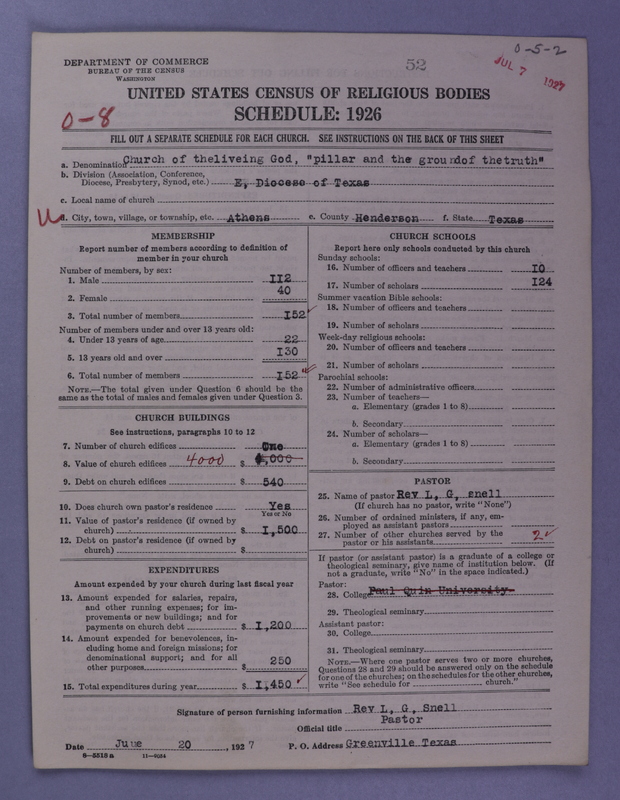 0-5-2
DEPARTMENT OF COMMERCE
BUREAU OF THE CENSUS
WASHINGTON
52
JUL 7 1927
UNITED STATES CENSUS OF RELIGIOUS BODIES
SCHEDULE: 1926
0-8
FILL OUT A SEPARATE SCHEDULE FOR EACH CHURCH. SEE INSTRUCTIONS ON THE BACK OF THIS SHEET
a. Denomination Church of theliveing God, "pillar and the groundof thetruth"
b. Division (Association, Conference,
Diocese, Presbytery, Synod, etc.) E, Diocese of Texas
c. Local name of church
d. City, town, village, or township, etc. Athens e. County Henderson f. State Texas
MEMBERSHIP
Report number of members according to definition of
member in your church
Number of members, by sex:
1. Male 112
2. Female 40
3. Total number of members 152
Number of members under and over 13 years old:
4. Under 13 years of age 22
5. 13 years old and over 130
6. Total number of members 152
NOTE.—The total given under Question 6 should be the
same as the total of males and females given under Question 3.
CHURCH BUILDINGS
See instructions, paragraphs 10 to 12
7. Number of church edifices One
8. Value of church edifices 4000 $ 4,000
9. Debt on church edifices $ 540
10. Does church own pastor's residence Yes
Yes or No
11. Value of pastor's residence (if owned by
church) $ 1,500
12. Debt on pastor's residence (if owned by
church) $
EXPENDITURES
Amount expended by your church during last fiscal year
13. Amount expended for salaries, repairs,
and other running expenses; for im-
provements or new buildings; and for
payments on church debt $ 1,200
14. Amount expended for benevolences, in-
cluding home and foreign missions; for
denominational support; and for all
other purposes $ 250
15. Total expenditures during year $ 1,450
CHURCH SCHOOLS
Report here only schools conducted by this church
Sunday schools:
16. Number of officers and teachers 10
17. Number of scholars 124
Summer vacation Bible schools:
18. Number of officers and teachers
19. Number of scholars
Week-day religious schools:
20. Number of officers and teachers
21. Number of scholars
Parochial schools:
22. Number of administrative officers
23. Number of teachers—
a. Elementary (grades 1 to 8)
b. Secondary
24. Number of scholars—
a. Elementary (grades 1 to 8)
b. Secondary
PASTOR
25. Name of pastor Rev L, G, snell
(If church has no pastor, write "None")
26. Number of ordained ministers, if any, em-
ployed as assistant pastors
27. Number of other churches served by the
pastor or his assistants 2
If pastor (or assistant pastor) is a graduate of a college or
theological seminary, give name of institution below. (If
not a graduate, write "No" in the space indicated.)
Pastor:
28. College Paul Quin University
29. Theological seminary
Assistant pastor:
30. College
31. Theological seminary
NOTE.—Where one pastor serves two or more churches,
Questions 28 and 29 should be answered only on the schedule
for one of the churches; on the schedules for the other churches,
write "See schedule for church."
Signature of person furnishing information Rev L, G, Snell
Official title Pastor
Date June 20, 1927 P. O. Address Greenville Texas
8—5518a 11—9034